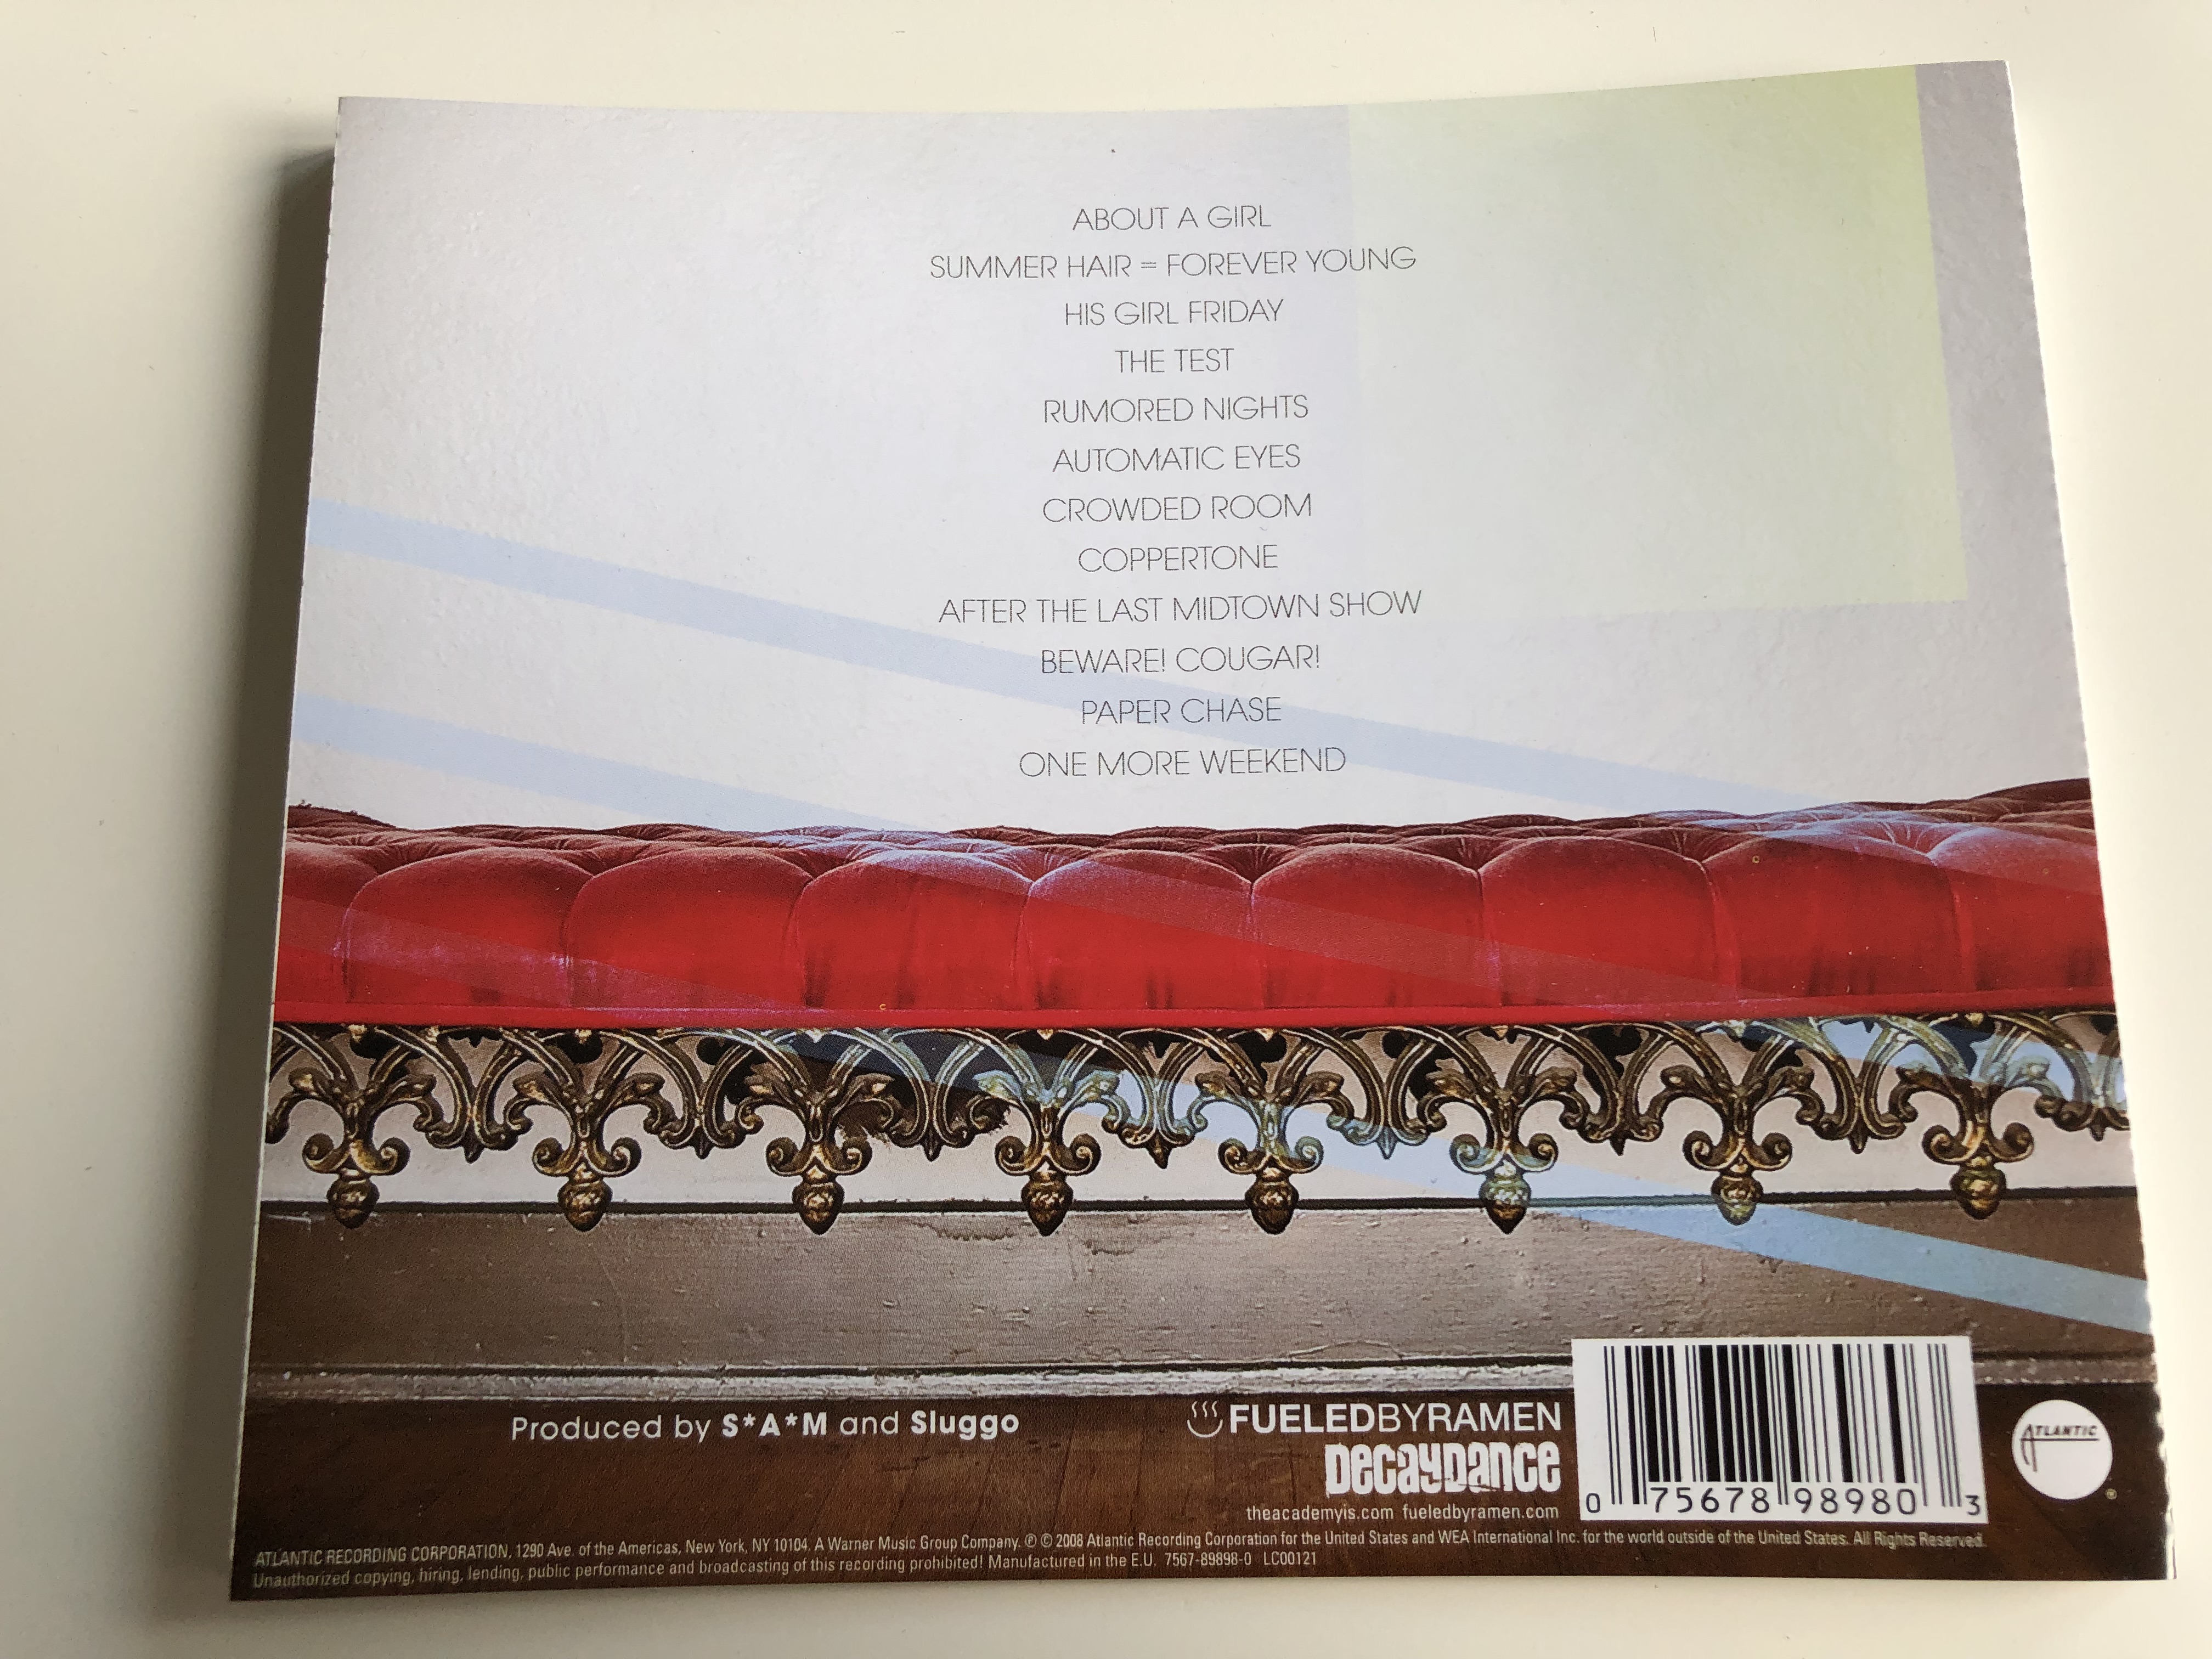 ABOUT A GIRL
SUMMER HAIR = FOREVER YOUNG
HIS GIRL FRIDAY
THE TEST
RUMORED NIGHTS
AUTOMATIC EYES
CROWDED ROOM
COPPERTONE
AFTER THE LAST MIDTOWN SHOW
BEWARE! COUGAR!
PAPER CHASE
ONE MORE WEEKEND
Produced by S*A*M and Sluggo
FUELEDBYRAMEN
DECAYDANCE
theacademyis.com fueledbyramen.com
0 75678 98980 3
ATLANTIC
ATLANTIC RECORDING CORPORATION, 1290 Ave. of the Americas, New York, NY 10104. A Warner Music Group Company. ℗ © 2008 Atlantic Recording Corporation for the United States and WEA International Inc. for the world outside of the United States. All Rights Reserved.
Unauthorized copying, hiring, lending, public performance and broadcasting of this recording prohibited! Manufactured in the E.U. 7567-89898-0 LC00121